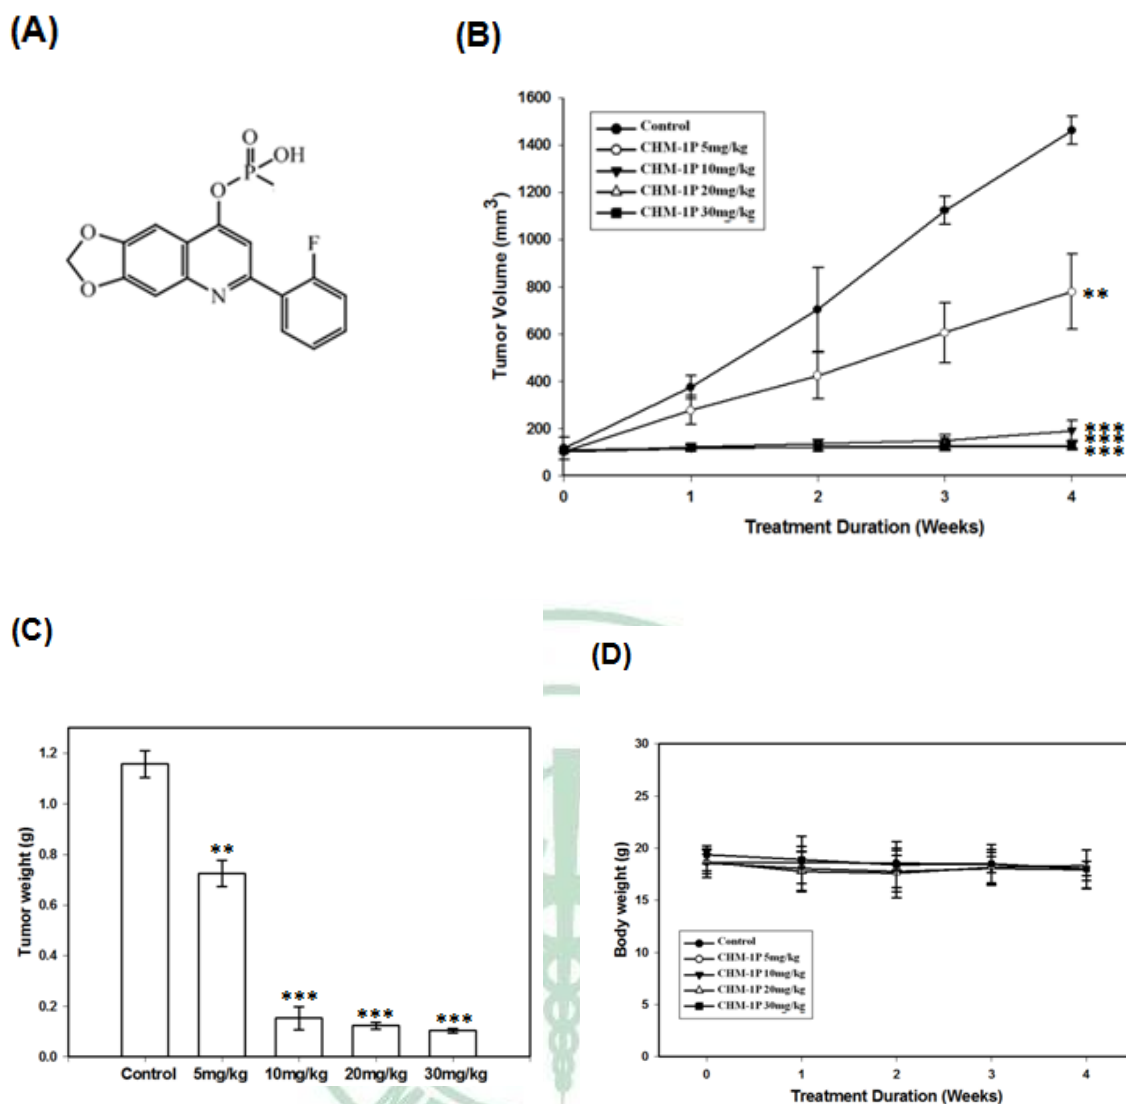 (A)
O
P
OH
O
O
O
N
F
(B)
1600
1400
1200
1000
800
600
400
200
0
Tumor Volume (mm3)
Control
CHM-1P 5mg/kg
CHM-1P 10mg/kg
CHM-1P 20mg/kg
CHM-1P 30mg/kg
**
***
***
***
0 1 2 3 4
Treatment Duration (Weeks)
(C)
1.2
1.0
0.8
0.6
0.4
0.2
0.0
Tumor weight (g)
**
***
***
***
Control 5mg/kg 10mg/kg 20mg/kg 30mg/kg
(D)
30
25
20
15
10
5
0
Body weight (g)
Control
CHM-1P 5mg/kg
CHM-1P 10mg/kg
CHM-1P 20mg/kg
CHM-1P 30mg/kg
0 1 2 3 4
Treatment Duration (Weeks)